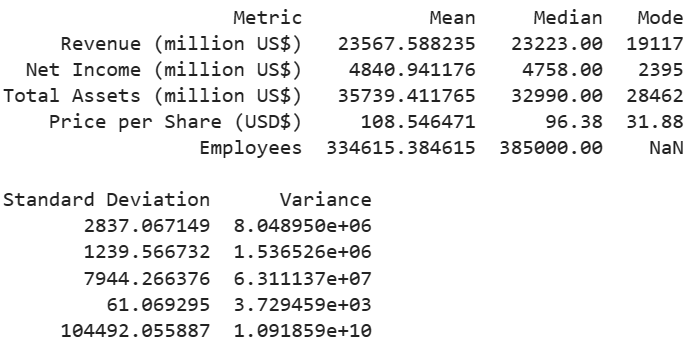 Metric Mean Median Mode
Revenue (million US$) 23567.588235 23223.00 19117
Net Income (million US$) 4840.941176 4758.00 2395
Total Assets (million US$) 35739.411765 32990.00 28462
Price per Share (USD$) 108.546471 96.38 31.88
Employees 334615.384615 385000.00 NaN
Standard Deviation Variance
2837.067149 8.048950e+06
1239.566732 1.536526e+06
7944.266376 6.311137e+07
61.069295 3.729459e+03
104492.055887 1.091859e+10